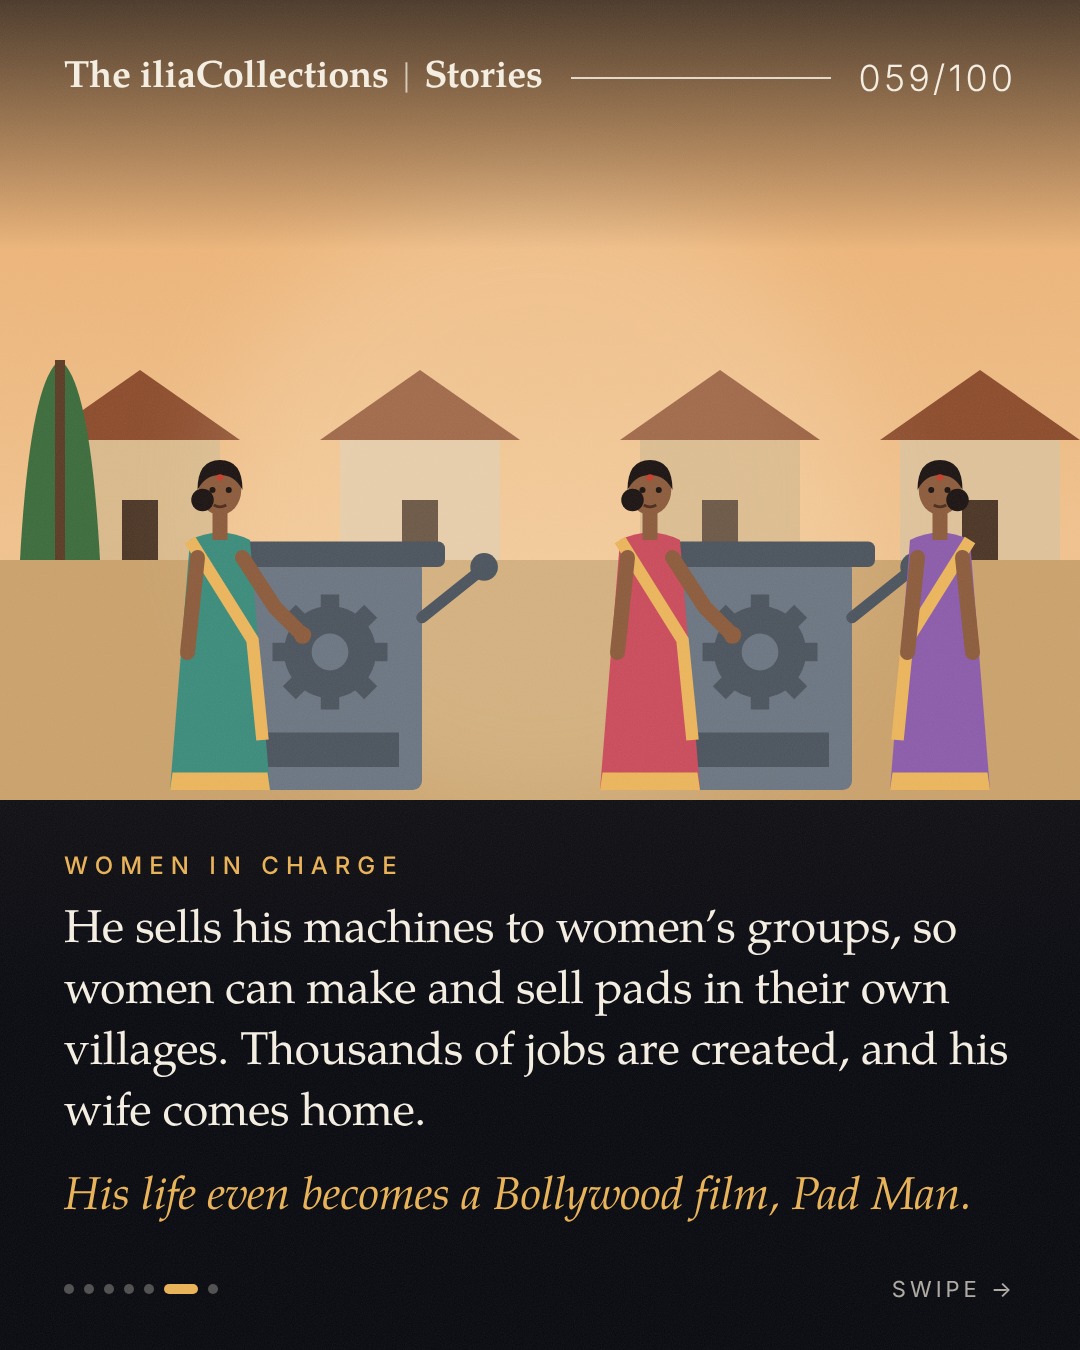 The iliaCollections | Stories 059/100
WOMEN IN CHARGE
He sells his machines to women’s groups, so
women can make and sell pads in their own
villages. Thousands of jobs are created, and his
wife comes home.
His life even becomes a Bollywood film, Pad Man.
SWIPE →